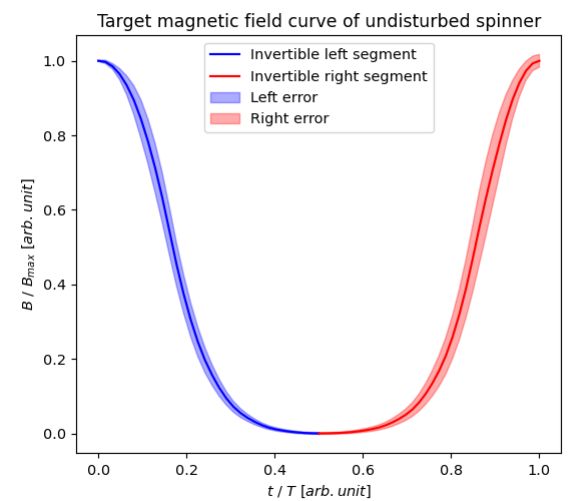 Target magnetic field curve of undisturbed spinner
Invertible left segment
Invertible right segment
Left error
Right error
B / B_max [arb. unit]
1.0
0.8
0.6
0.4
0.2
0.0
0.0 0.2 0.4 0.6 0.8 1.0
t / T [arb. unit]